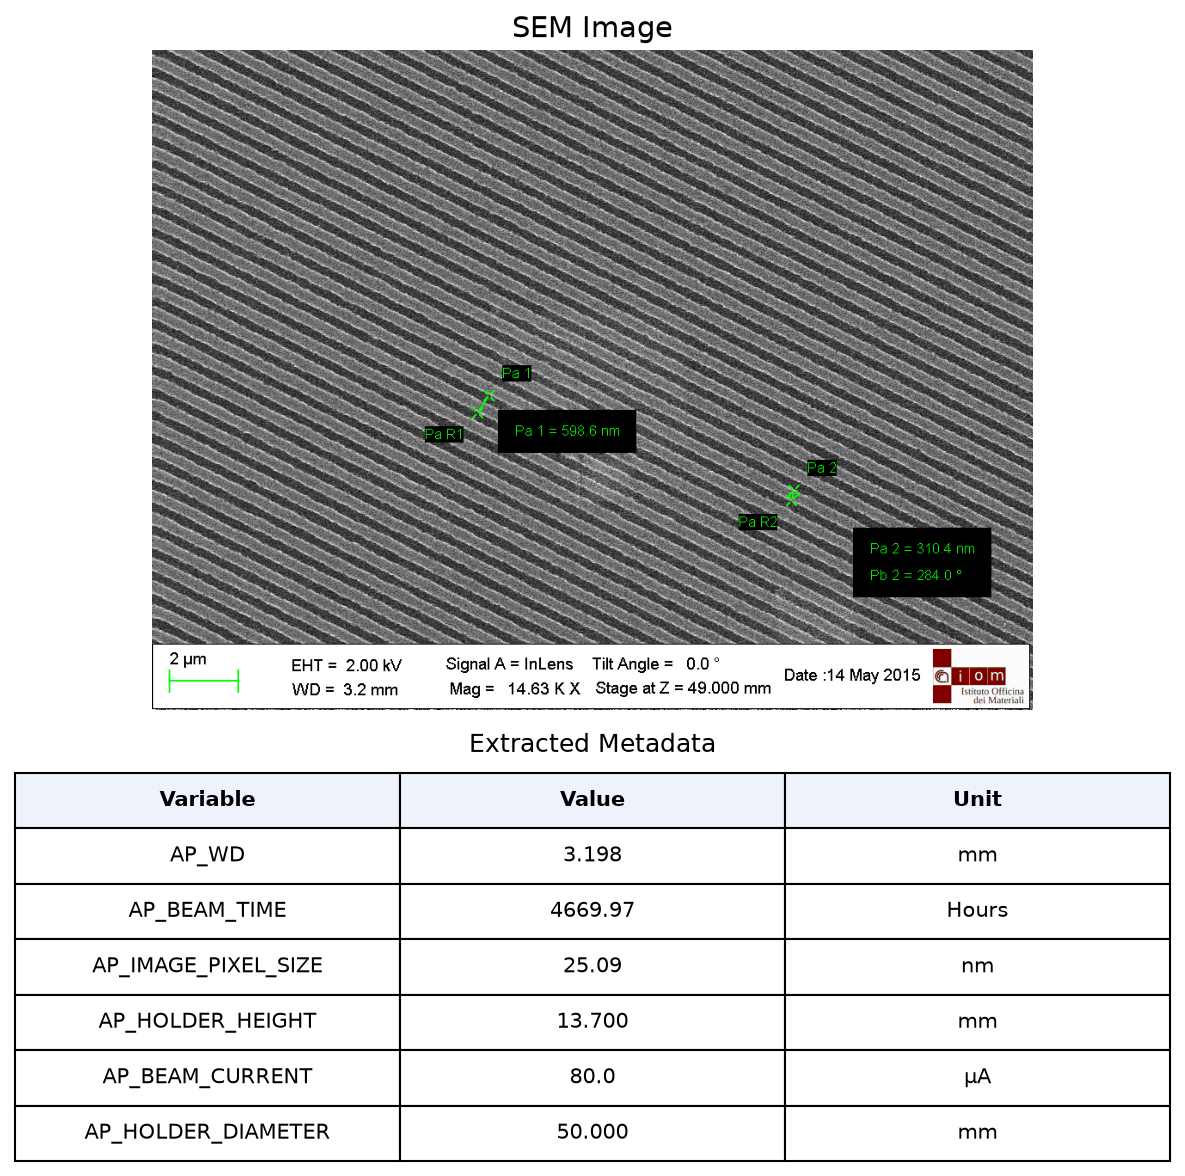 SEM Image
Pa 1
Pa R1
Pa 1 = 598.6 nm
Pa 2
Pa R2
Pa 2 = 310.4 nm
Pb 2 = 284.0 °
2 µm
EHT = 2.00 kV
Signal A = InLens
Tilt Angle = 0.0 °
WD = 3.2 mm
Mag = 14.63 K X
Stage at Z = 49.000 mm
Date :14 May 2015
iom
Istituto Officina
dei Materiali
Extracted Metadata
Variable Value Unit
AP_WD 3.198 mm
AP_BEAM_TIME 4669.97 Hours
AP_IMAGE_PIXEL_SIZE 25.09 nm
AP_HOLDER_HEIGHT 13.700 mm
AP_BEAM_CURRENT 80.0 µA
AP_HOLDER_DIAMETER 50.000 mm